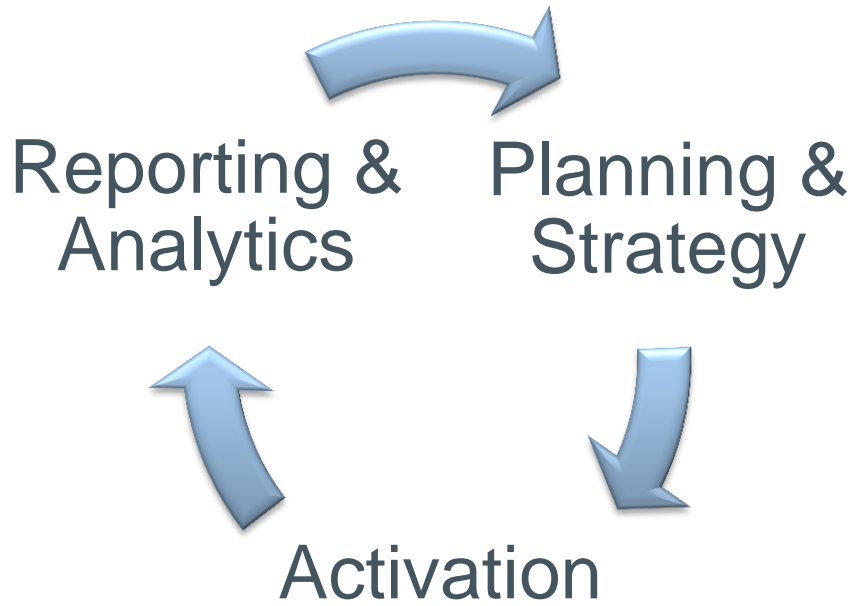 Reporting &
Analytics
Planning &
Strategy
Activation